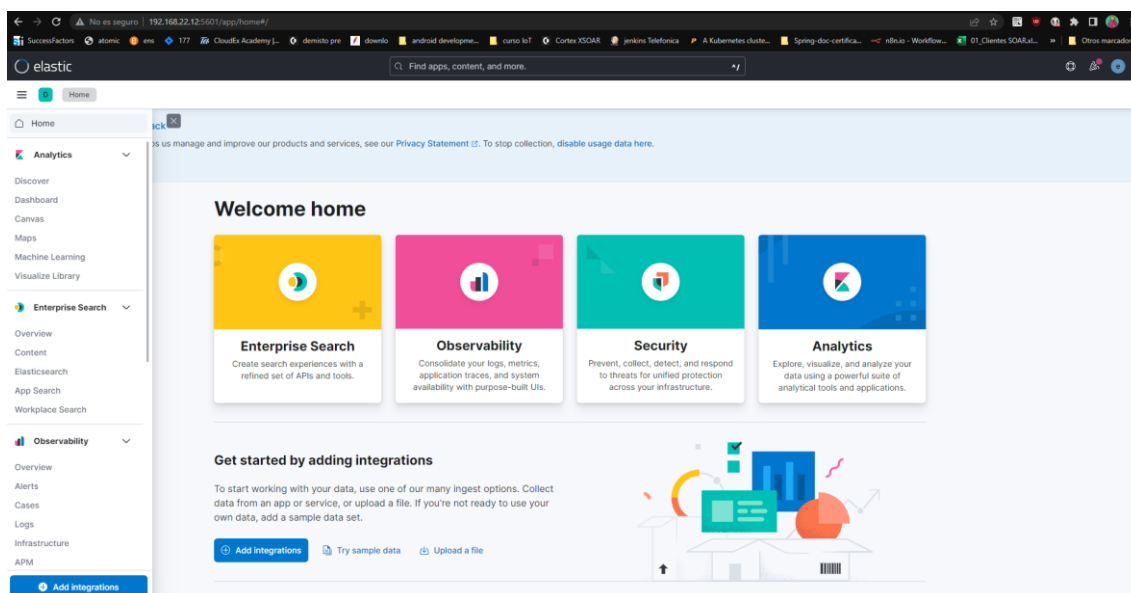 No es seguro | 192.168.22.12:5601/app/home#/
SuccessFactors atomic ens 177 CloudEx Academy (... demisto pre downlo android developme... curso IoT Cortex XSOAR jenkins Telefonica A Kubernetes cluste... Spring-doc-certifica... n8n.io - Workflow... 01_Clientes SOAR.xl... » Otros marcador
elastic Find apps, content, and more. ^/ e
D Home
Home
ick
os us manage and improve our products and services, see our Privacy Statement. To stop collection, disable usage data here.
Analytics
Discover
Dashboard
Canvas
Maps
Machine Learning
Visualize Library
Enterprise Search
Overview
Content
Elasticsearch
App Search
Workplace Search
Observability
Overview
Alerts
Cases
Logs
Infrastructure
APM
Add integrations
Welcome home
Enterprise Search
Create search experiences with a
refined set of APIs and tools.
Observability
Consolidate your logs, metrics,
application traces, and system
availability with purpose-built UIs.
Security
Prevent, collect, detect, and respond
to threats for unified protection
across your infrastructure.
Analytics
Explore, visualize, and analyze your
data using a powerful suite of
analytical tools and applications.
Get started by adding integrations
To start working with your data, use one
of our many ingest options. Collect
data from an app or service, or upload
a file. If you're not ready to use your
own data, add a sample data set.
Add integrations Try sample data Upload a file